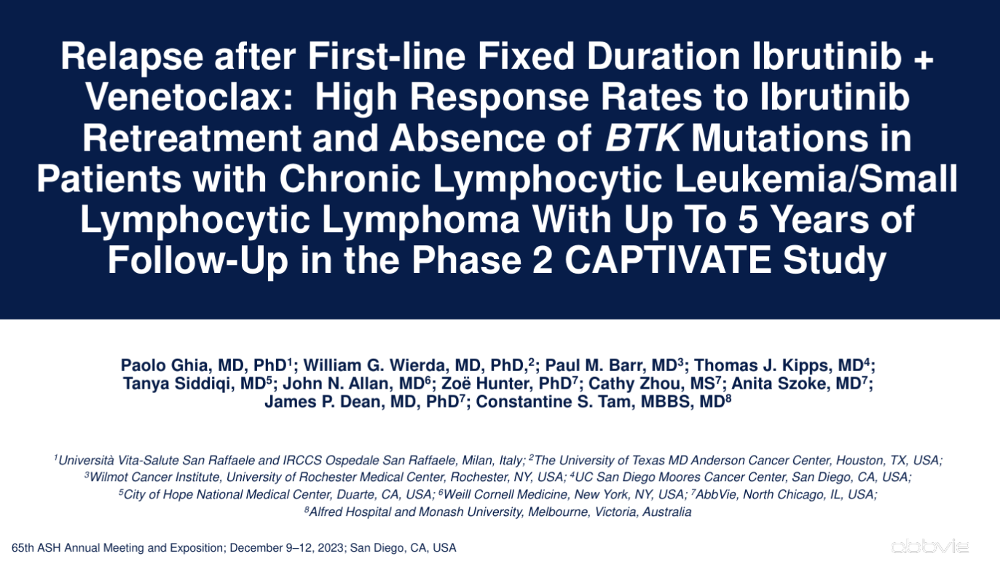 Relapse after First-line Fixed Duration Ibrutinib +
Venetoclax:  High Response Rates to Ibrutinib
Retreatment and Absence of BTK Mutations in
Patients with Chronic Lymphocytic Leukemia/Small
Lymphocytic Lymphoma With Up To 5 Years of
Follow-Up in the Phase 2 CAPTIVATE Study
Paolo Ghia, MD, PhD¹; William G. Wierda, MD, PhD,²; Paul M. Barr, MD³; Thomas J. Kipps, MD⁴;
Tanya Siddiqi, MD⁵; John N. Allan, MD⁶; Zoë Hunter, PhD⁷; Cathy Zhou, MS⁷; Anita Szoke, MD⁷;
James P. Dean, MD, PhD⁷; Constantine S. Tam, MBBS, MD⁸
¹Università Vita-Salute San Raffaele and IRCCS Ospedale San Raffaele, Milan, Italy; ²The University of Texas MD Anderson Cancer Center, Houston, TX, USA;
³Wilmot Cancer Institute, University of Rochester Medical Center, Rochester, NY, USA; ⁴UC San Diego Moores Cancer Center, San Diego, CA, USA;
⁵City of Hope National Medical Center, Duarte, CA, USA; ⁶Weill Cornell Medicine, New York, NY, USA; ⁷AbbVie, North Chicago, IL, USA;
⁸Alfred Hospital and Monash University, Melbourne, Victoria, Australia
65th ASH Annual Meeting and Exposition; December 9–12, 2023; San Diego, CA, USA
abbvie